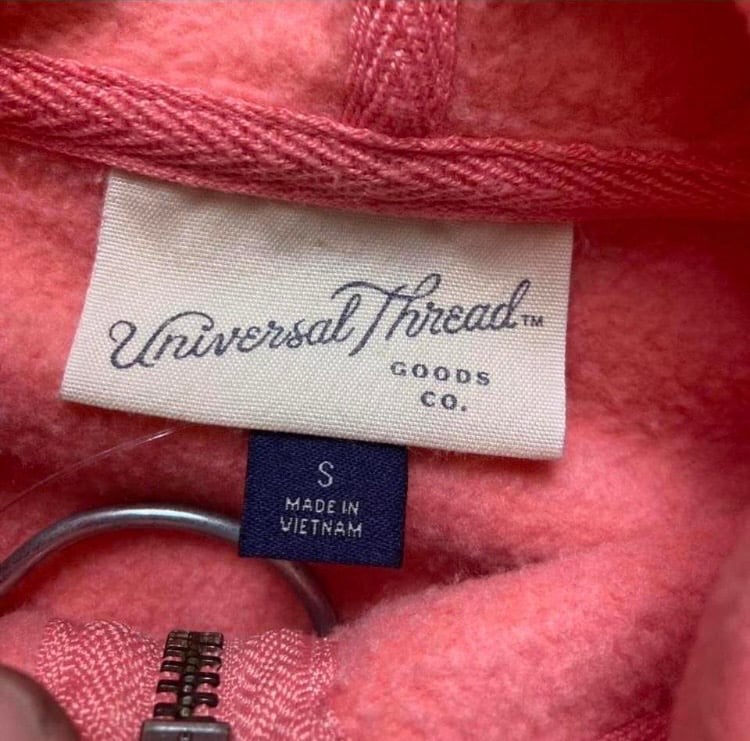 Universal Thread™
GOODS
CO.
S
MADE IN
VIETNAM